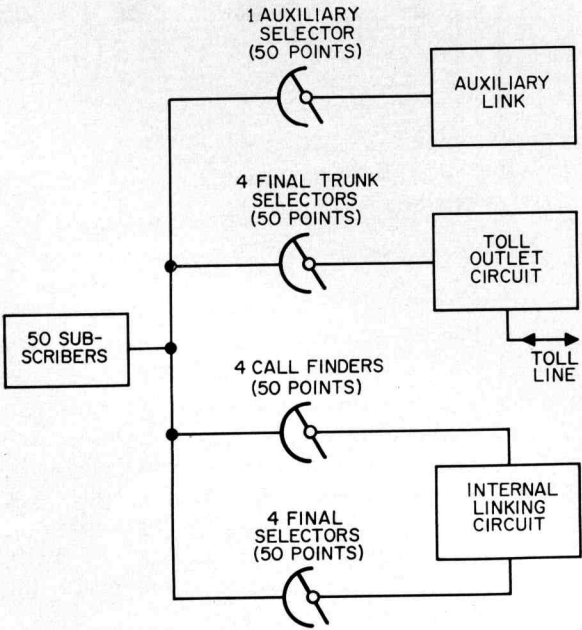 1 AUXILIARY
SELECTOR
(50 POINTS)
AUXILIARY
LINK
4 FINAL TRUNK
SELECTORS
(50 POINTS)
TOLL
OUTLET
CIRCUIT
TOLL
LINE
50 SUB-
SCRIBERS
4 CALL FINDERS
(50 POINTS)
INTERNAL
LINKING
CIRCUIT
4 FINAL
SELECTORS
(50 POINTS)